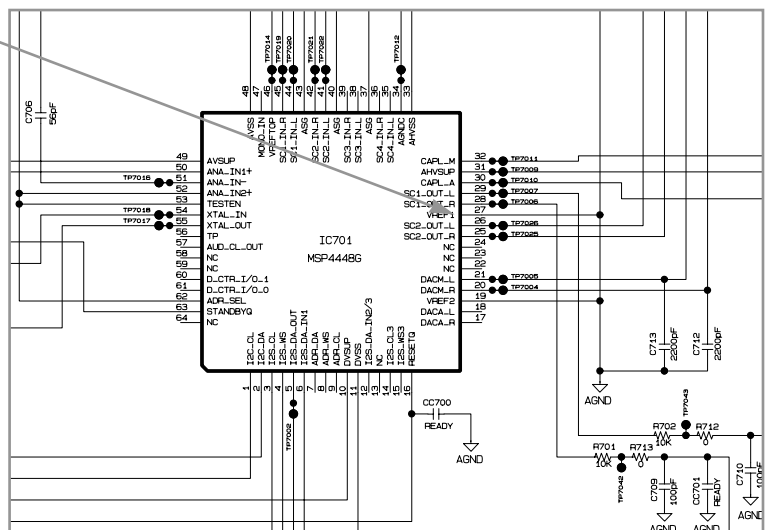 TP7014
TP7019
TP7020
TP7021
TP7022
TP7012
48
47
46
45
44
43
42
41
40
39
38
37
36
35
34
33
AVSS
MONO_IN
VREFTOP
SC1_IN_R
SC1_IN_L
ASG
SC2_IN_R
SC2_IN_L
ASG
SC3_IN_R
SC3_IN_L
ASG
SC4_IN_R
SC4_IN_L
AGNDC
AHVSS
C706
56pF
49 AVSUP
50 ANA_IN1+
TP7016 51 ANA_IN-
52 ANA_IN2+
53 TESTEN
TP7018 54 XTAL_IN
TP7017 55 XTAL_OUT
56 TP
57 AUD_CL_OUT
58 NC
59 NC
60 D_CTR_I/O_1
61 D_CTR_I/O_0
62 ADR_SEL
63 STANDBYQ
64 NC
IC701
MSP4448G
CAPL_M 32 TP7011
AHVSUP 31 TP7009
CAPL_A 30 TP7010
SC1_OUT_L 29 TP7007
SC1_OUT_R 28 TP7006
VREF1 27
SC2_OUT_L 26 TP7026
SC2_OUT_R 25 TP7025
NC 24
NC 23
NC 22
DACM_L 21 TP7005
DACM_R 20 TP7004
VREF2 19
DACA_L 18
DACA_R 17
I2C_CL
I2C_DA
I2S_CL
I2S_WS
I2S_DA_OUT
I2S_DA_IN1
ADR_DA
ADR_WS
ADR_CL
DVSUP
DVSS
I2S_DA_IN2/3
NC
I2S_CL3
I2S_WS3
RESETQ
1
2
3
4
5
6
7
8
9
10
11
12
13
14
15
16
TP7002
CC700
READY
AGND
C713
2200pF
C712
2200pF
AGND
TP7043
R702
10K
R712
0
R701
10K
R713
0
TP7042
C709
100pF
CC701
READY
C710
AGND
AGND
AGND